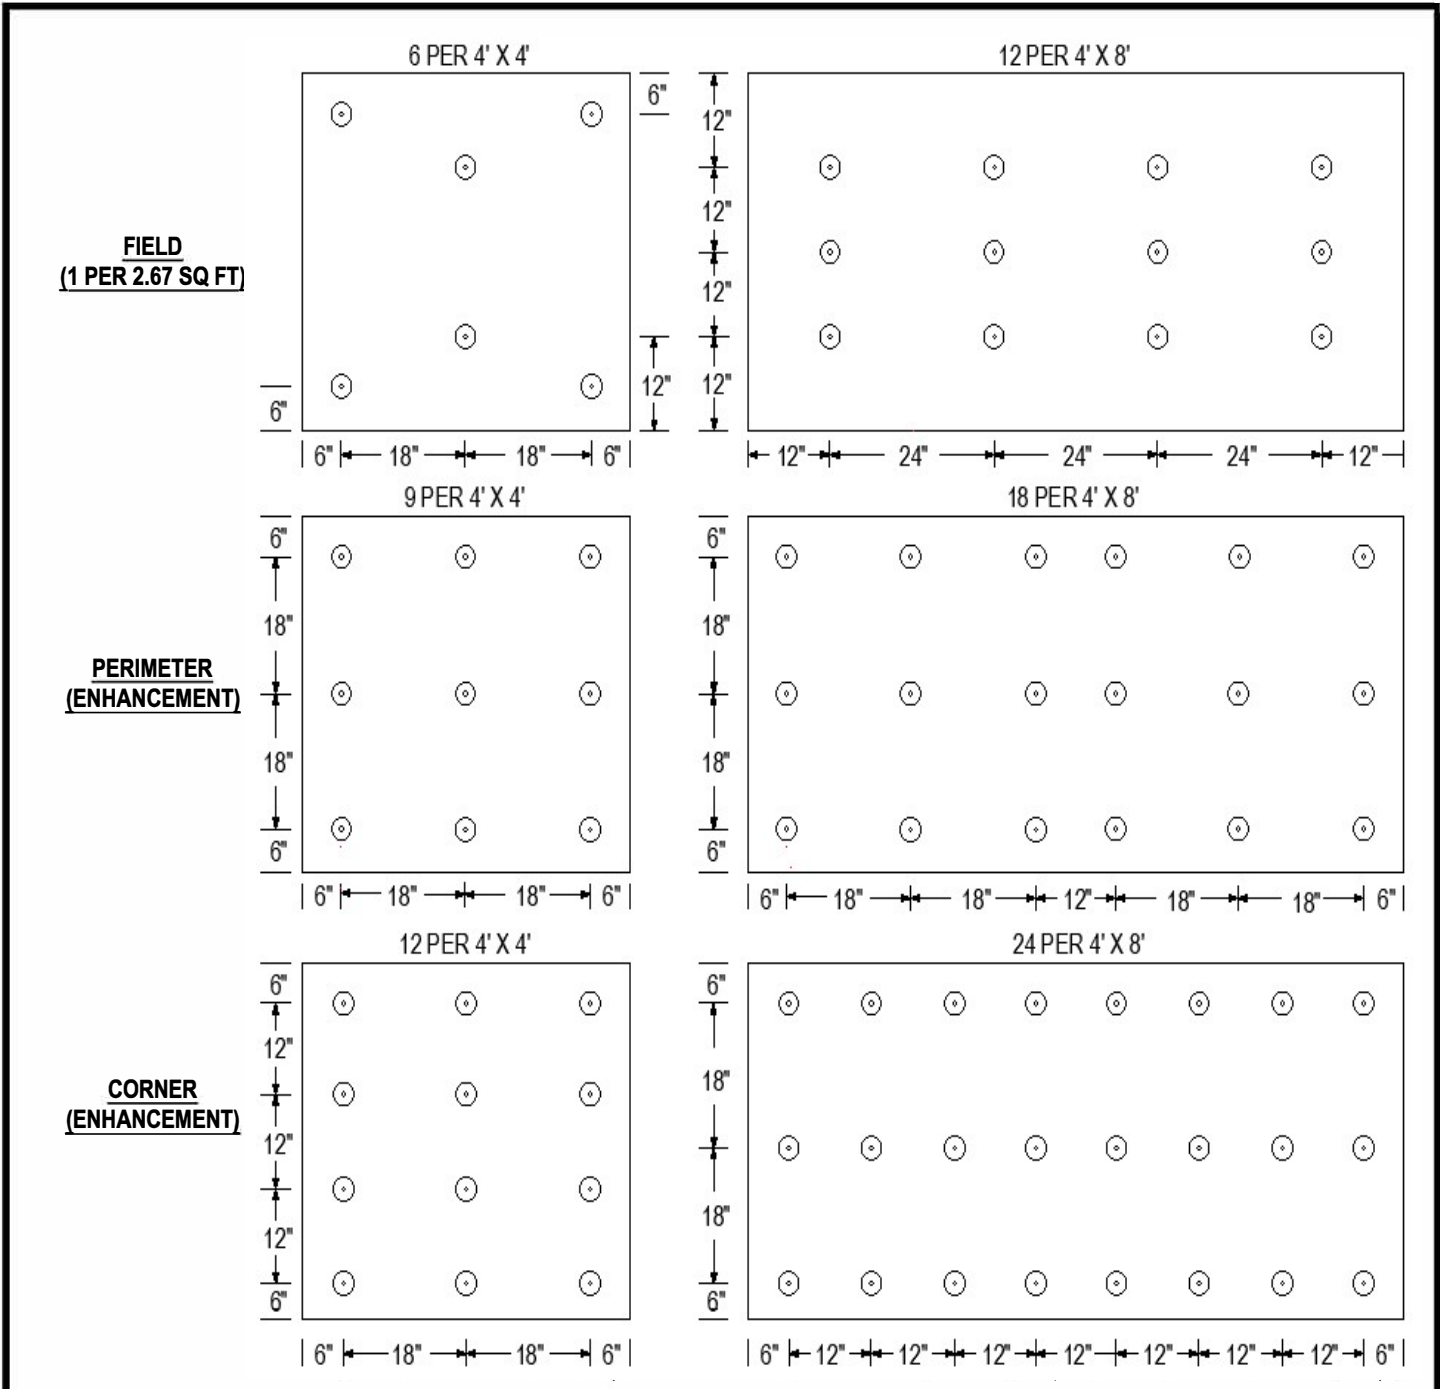 6 PER 4' X 4'
12 PER 4' X 8'
FIELD
(1 PER 2.67 SQ FT)
6"
12"
6"
12"
12"
12"
12"
6" 18" 18" 6"
12" 24" 24" 24" 12"
9 PER 4' X 4'
18 PER 4' X 8'
PERIMETER
(ENHANCEMENT)
6"
18"
18"
6"
6"
18"
18"
6"
6" 18" 18" 6"
6" 18" 18" 12" 18" 18" 6"
12 PER 4' X 4'
24 PER 4' X 8'
CORNER
(ENHANCEMENT)
6"
12"
12"
12"
6"
6"
18"
18"
6"
6" 18" 18" 6"
6" 12" 12" 12" 12" 12" 12" 12" 6"